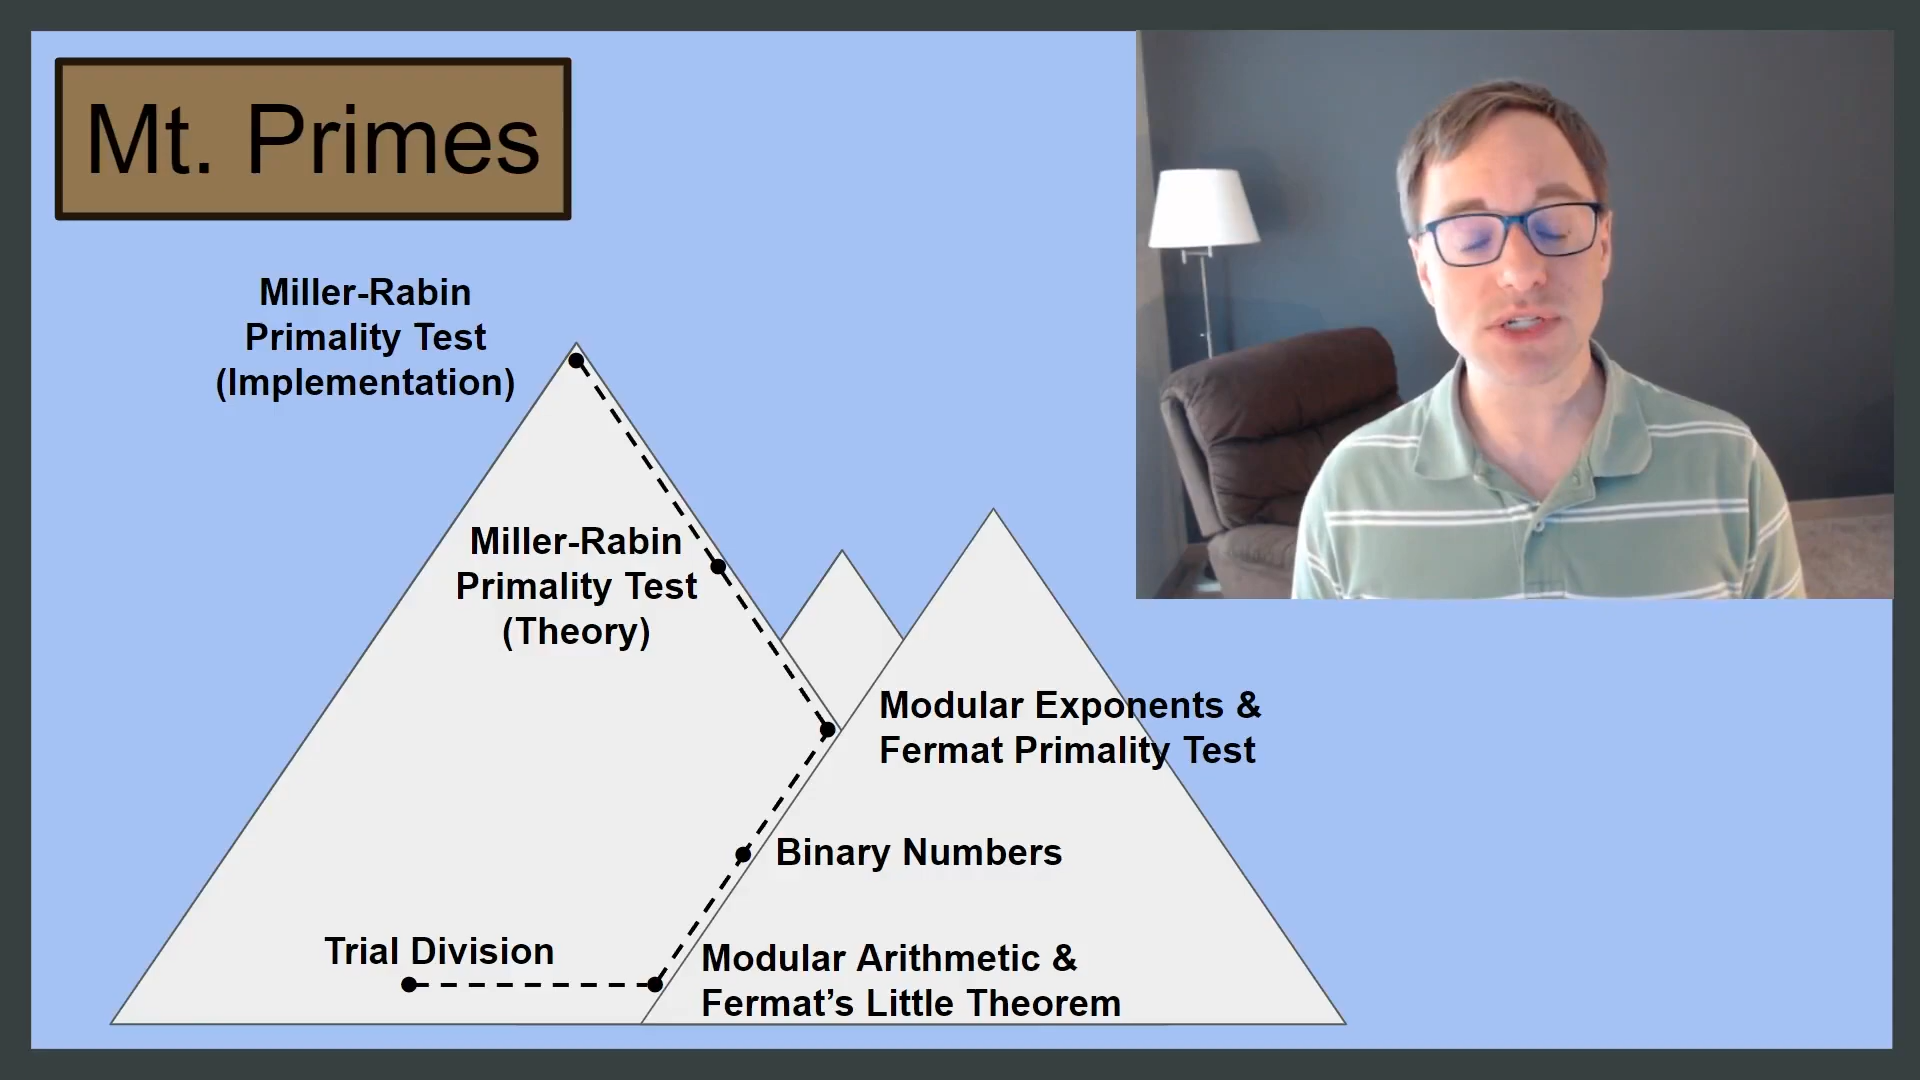 Mt. Primes
Miller-Rabin
Primality Test
(Implementation)
Miller-Rabin
Primality Test
(Theory)
Modular Exponents &
Fermat Primality Test
Binary Numbers
Trial Division
Modular Arithmetic &
Fermat’s Little Theorem